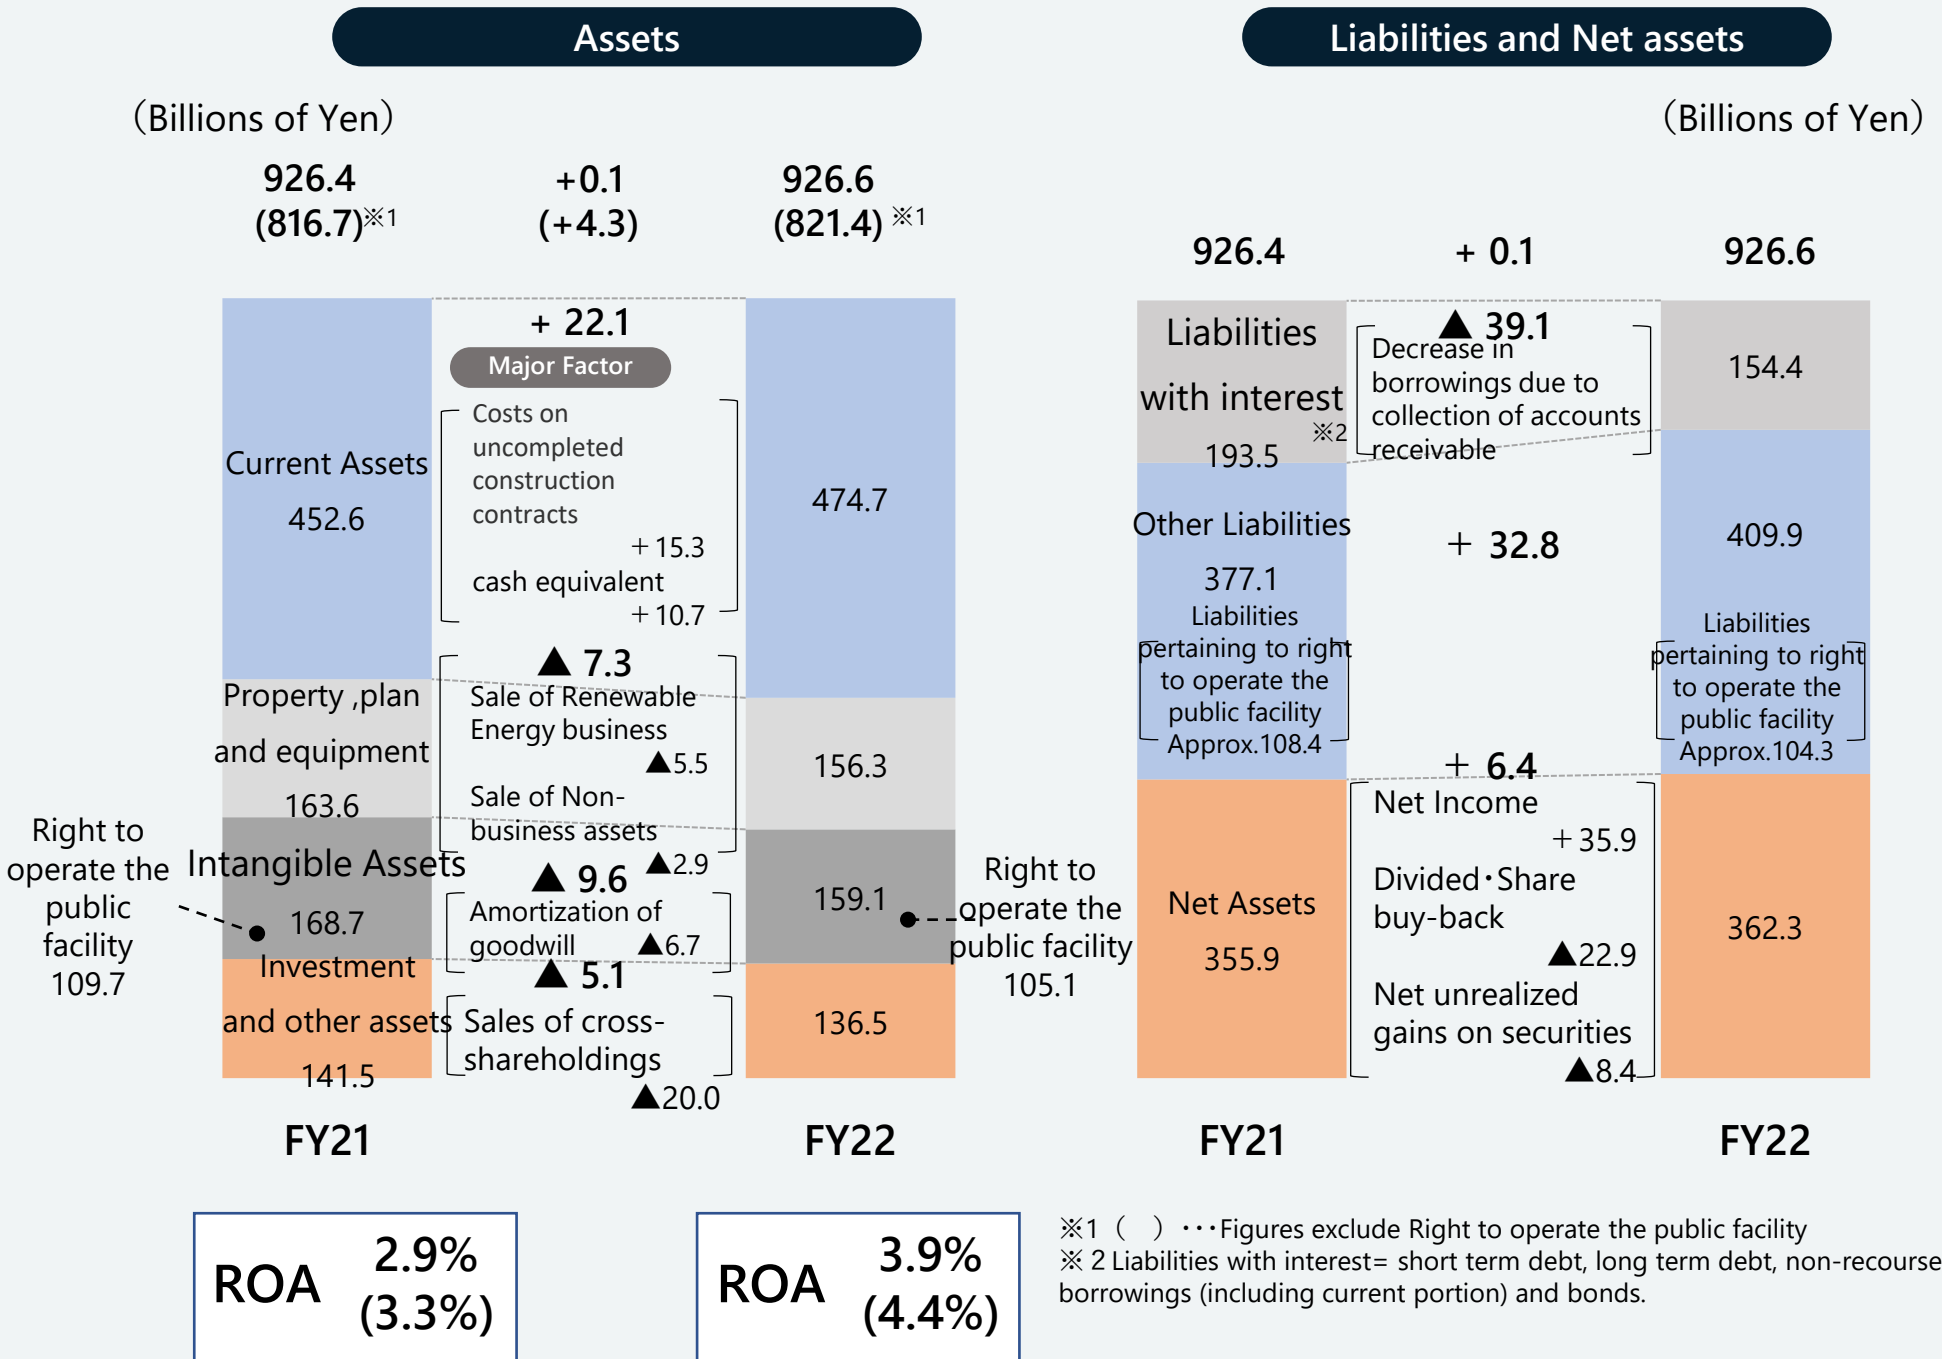 Assets
(Billions of Yen)
926.4
(816.7)※1
+0.1
(+4.3)
926.6
(821.4) ※1
Current Assets
452.6
Property ,plan
and equipment
163.6
Intangible Assets
168.7
Investment
and other assets
141.5
Right to
operate the
public
facility
109.7
+ 22.1
Major Factor
Costs on
uncompleted
construction
contracts
+15.3
cash equivalent
+10.7
▲ 7.3
Sale of Renewable
Energy business
▲5.5
Sale of Non-
business assets
▲2.9
▲ 9.6
Amortization of
goodwill ▲6.7
▲ 5.1
Sales of cross-
shareholdings
▲20.0
474.7
156.3
159.1
136.5
Right to
operate the
public facility
105.1
FY21
FY22
ROA
2.9%
(3.3%)
ROA
3.9%
(4.4%)
Liabilities and Net assets
(Billions of Yen)
926.4
+ 0.1
926.6
Liabilities
with interest
※2
193.5
Other Liabilities
377.1
Liabilities
pertaining to right
to operate the
public facility
Approx.108.4
Net Assets
355.9
▲ 39.1
Decrease in
borrowings due to
collection of accounts
receivable
+ 32.8
+ 6.4
Net Income
+35.9
Divided・Share
buy-back
▲22.9
Net unrealized
gains on securities
▲8.4
154.4
409.9
Liabilities
pertaining to right
to operate the
public facility
Approx.104.3
362.3
FY21
FY22
※1 ( ) ･･･Figures exclude Right to operate the public facility
※ 2 Liabilities with interest= short term debt, long term debt, non-recourse
borrowings (including current portion) and bonds.